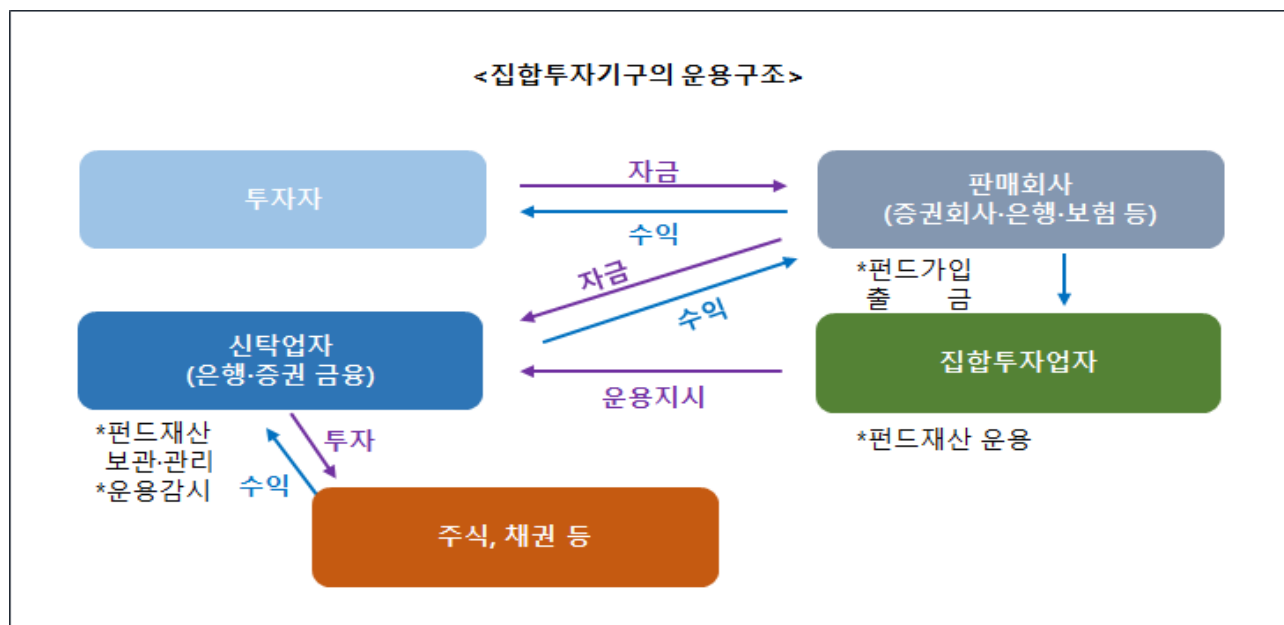 <집합투자기구의 운용구조>
투자자
자금
수익
판매회사
(증권회사·은행·보험 등)
자금
수익
*펀드가입
출 금
신탁업자
(은행·증권 금융)
운용지시
집합투자업자
*펀드재산
보관·관리
*운용감시
투자
수익
*펀드재산 운용
주식, 채권 등